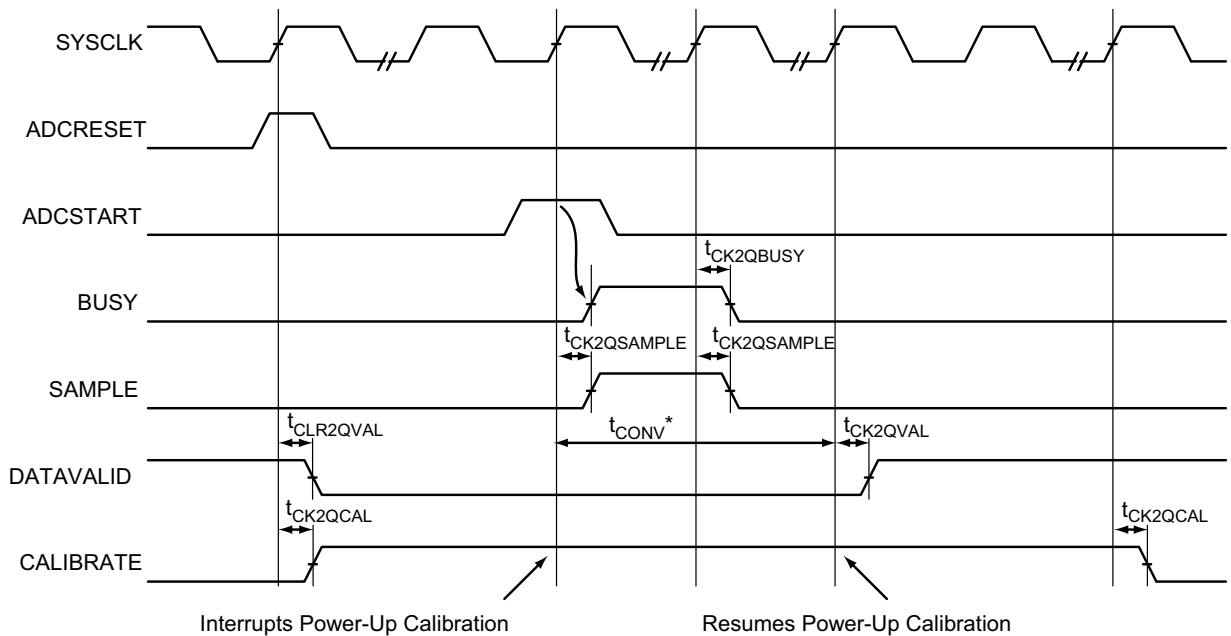 SYSCLK
ADCRESET
ADCSTART
tCK2QBUSY
BUSY
tCK2QSAMPLE tCK2QSAMPLE
SAMPLE
tCLR2QVAL tCONV* tCK2QVAL
DATAVALID
tCK2QCAL tCK2QCAL
CALIBRATE
Interrupts Power-Up Calibration Resumes Power-Up Calibration